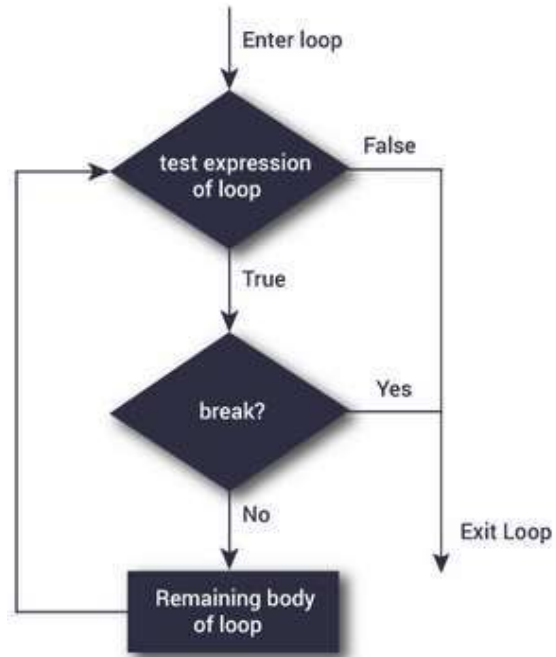 Enter loop
test expression
of loop
False
True
break?
Yes
No
Exit Loop
Remaining body
of loop